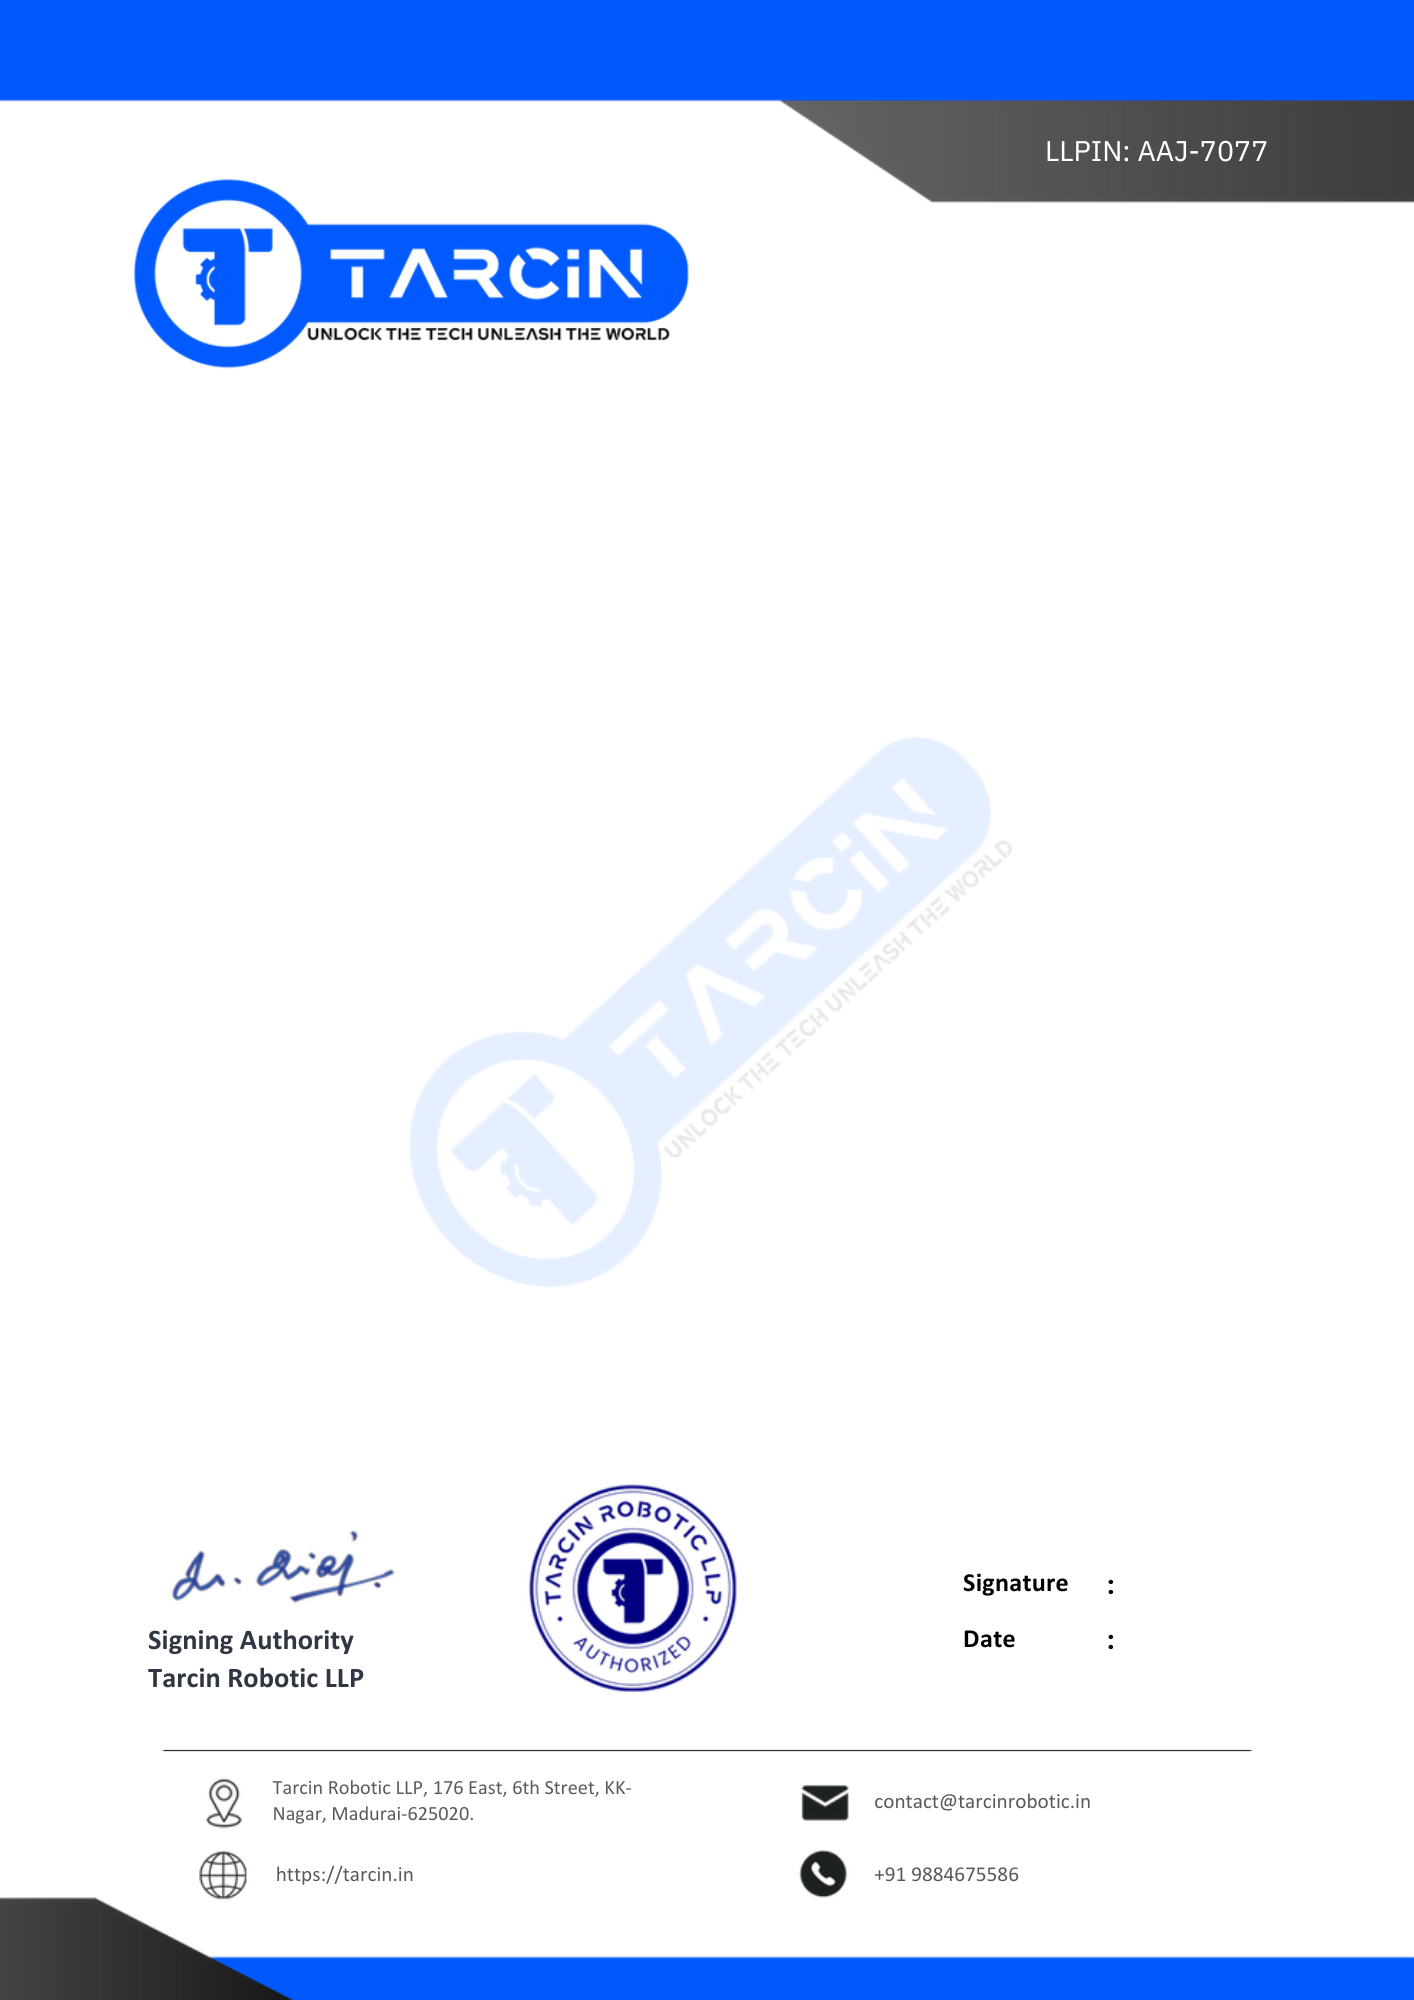 LLPIN: AAJ-7077
TARCiN
UNLOCK THE TECH UNLEASH THE WORLD
TARCiN
UNLOCK THE TECH UNLEASH THE WORLD
TARCIN ROBOTIC LLP
AUTHORIZED
Signing Authority
Tarcin Robotic LLP
Signature :
Date :
Tarcin Robotic LLP, 176 East, 6th Street, KK-
Nagar, Madurai-625020.
contact@tarcinrobotic.in
https://tarcin.in
+91 9884675586